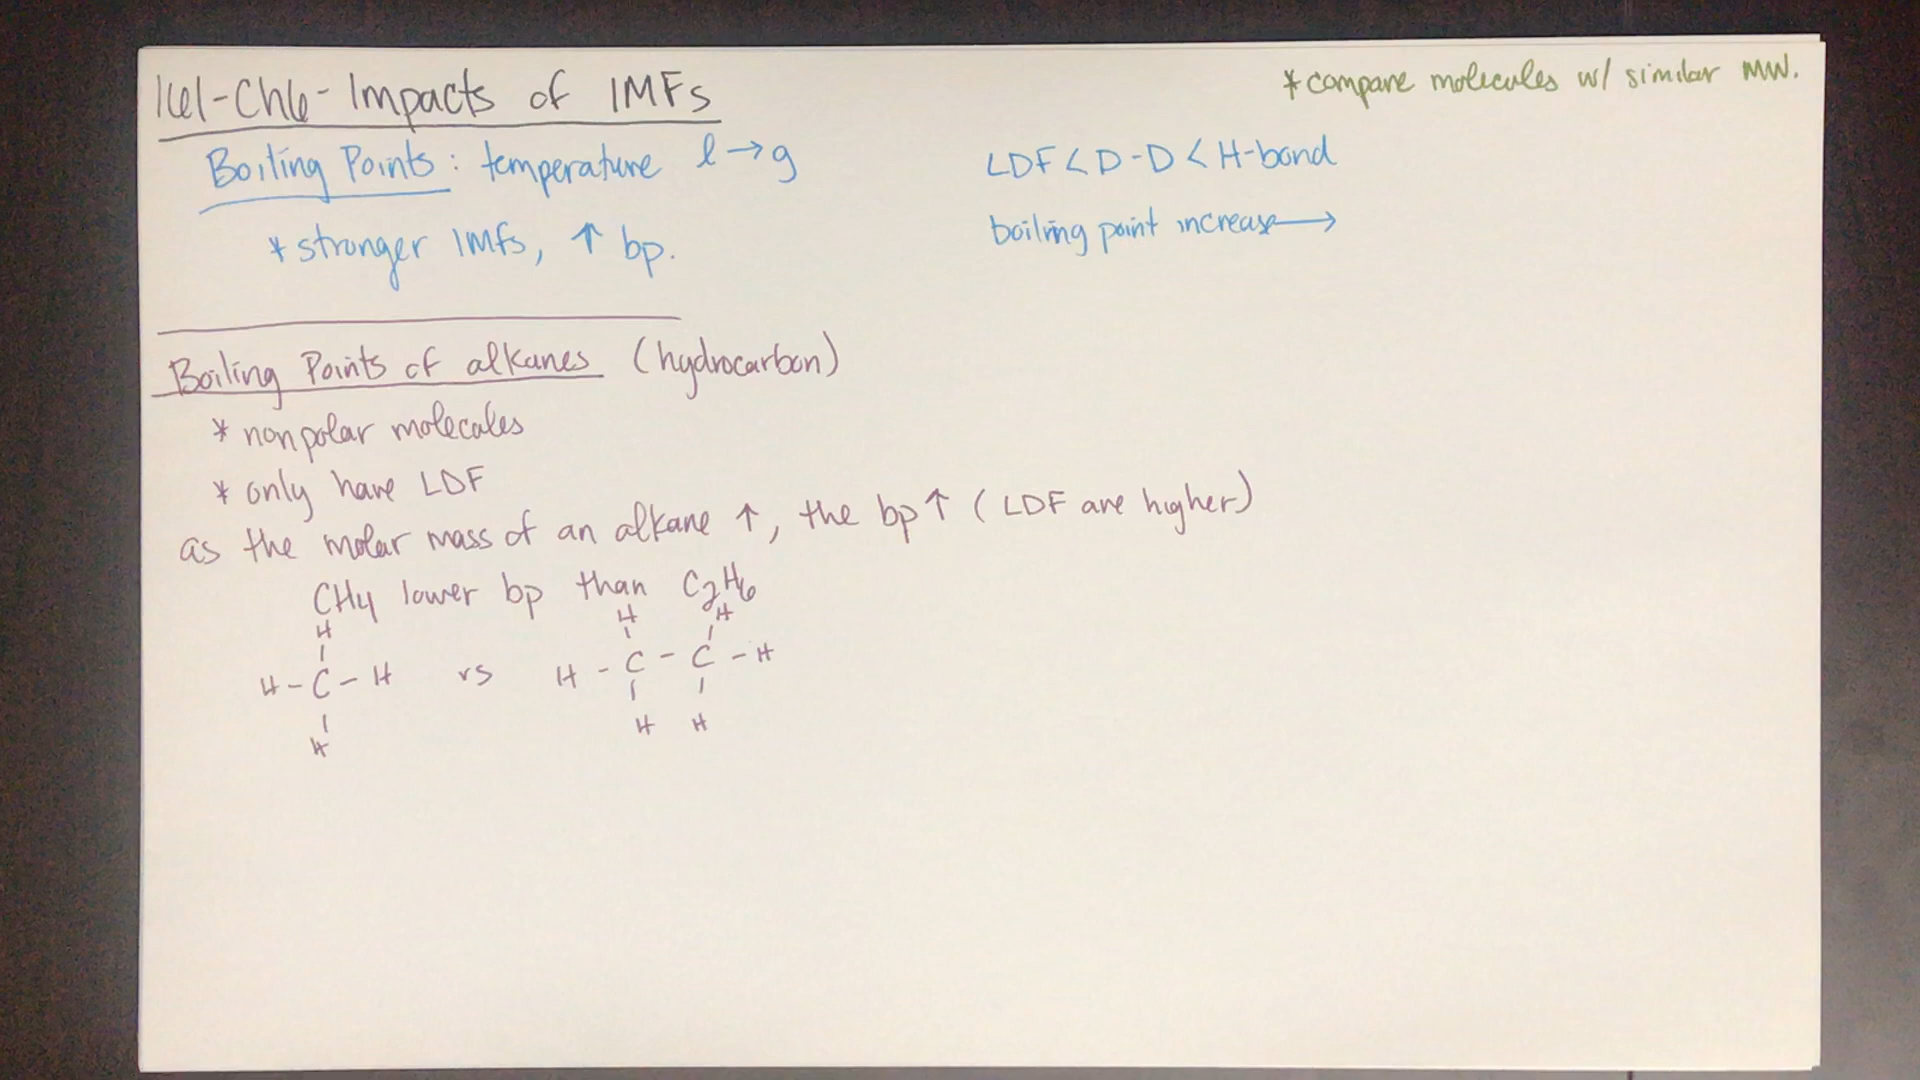 161-Ch6-Impacts of IMFs
*compare molecules w/ similar MW.
Boiling Points: temperature l→g
LDF < D-D < H-bond
*stronger IMFs, ↑ bp.
boiling point increase→
Boiling Points of alkanes (hydrocarbon)
* nonpolar molecules
* only have LDF
as the molar mass of an alkane ↑, the bp ↑ (LDF are higher)
CH4 lower bp than C2H6
H H H
H-C-H vs H-C-C-H
H H H